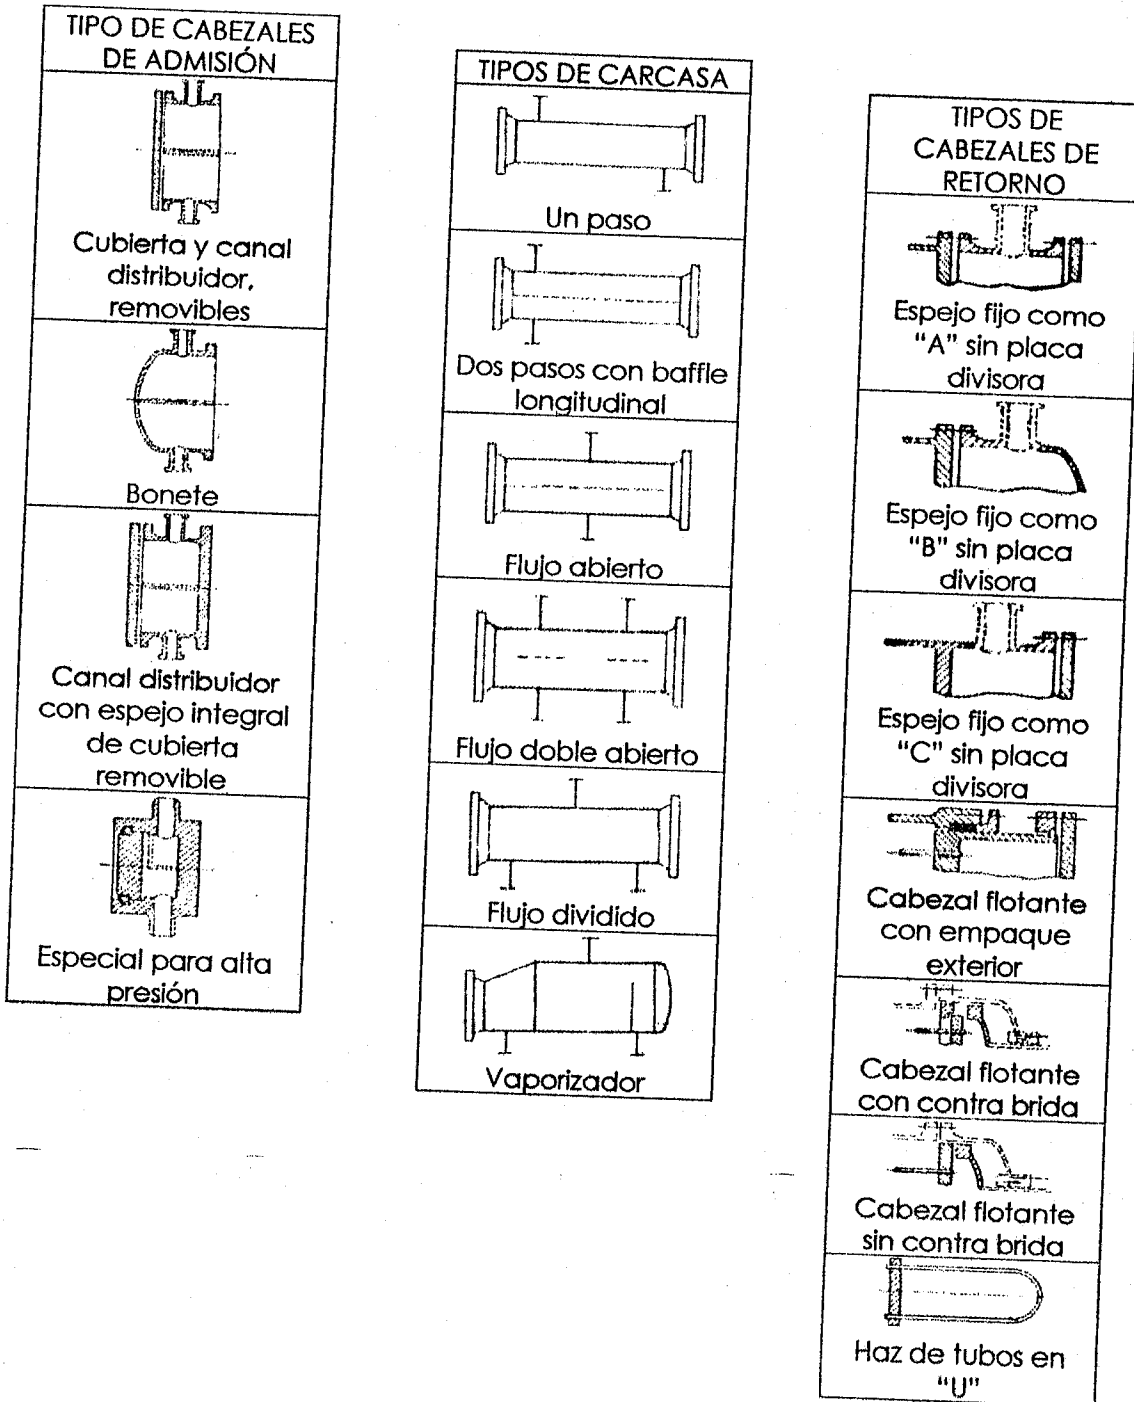 TIPO DE CABEZALES
DE ADMISIÓN
Cubierta y canal
distribuidor,
removibles
Bonete
Canal distribuidor
con espejo integral
de cubierta
removible
Especial para alta
presión
TIPOS DE CARCASA
Un paso
Dos pasos con baffle
longitudinal
Flujo abierto
Flujo doble abierto
Flujo dividido
Vaporizador
TIPOS DE
CABEZALES DE
RETORNO
Espejo fijo como
"A" sin placa
divisora
Espejo fijo como
"B" sin placa
divisora
Espejo fijo como
"C" sin placa
divisora
Cabezal flotante
con empaque
exterior
Cabezal flotante
con contra brida
Cabezal flotante
sin contra brida
Haz de tubos en
"U"